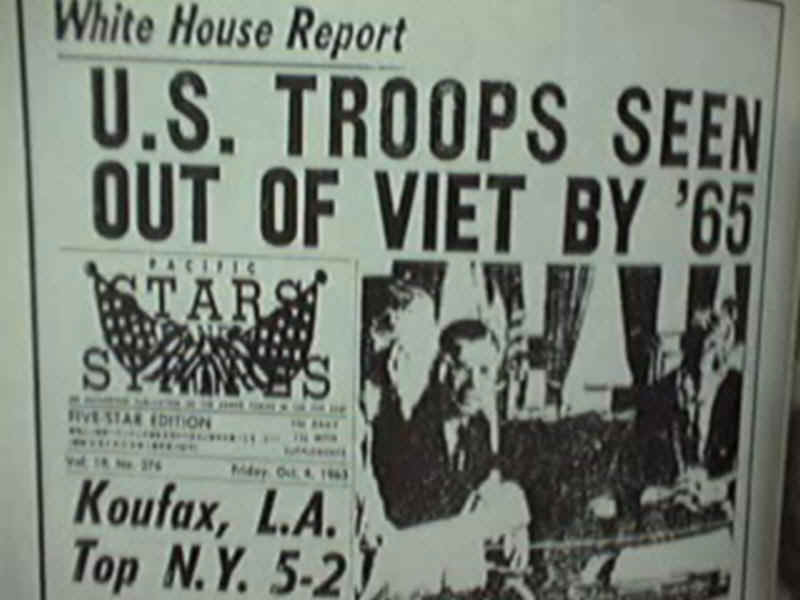 White House Report
U.S. TROOPS SEEN
OUT OF VIET BY '65
PACIFIC
STARS
AND
STRIPES
FIVE-STAR EDITION
Vol. 19, No. 276
Friday, Oct. 4, 1963
Koufax, L.A.
Top N.Y. 5-2